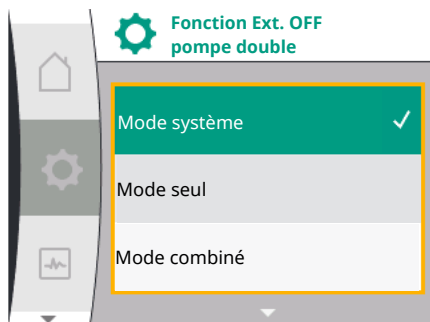 Fonction Ext. OFF
pompe double
Mode système
Mode seul
Mode combiné